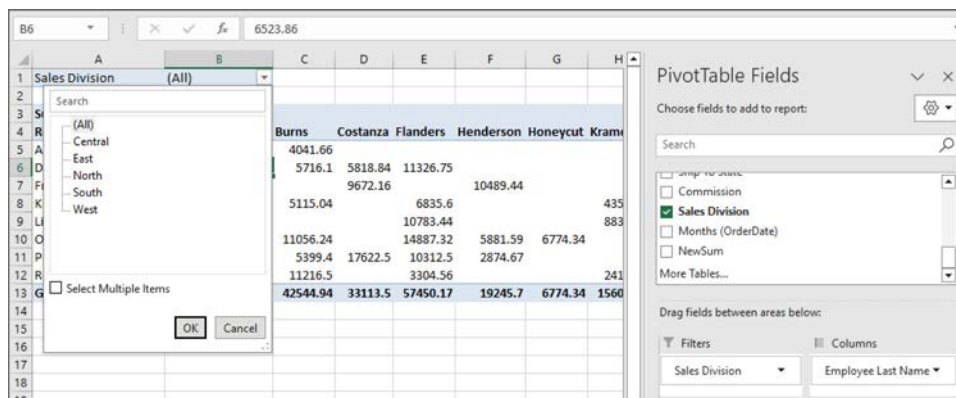 B6 fx 6523.86
A B C D E F G H
1 Sales Division (All)
2
3
4 Burns Costanza Flanders Henderson Honeycut Krame
5 A 4041.66
6 D 5716.1 5818.84 11326.75
7 9672.16 10489.44
8 K 5115.04 6835.6 435
9 Li 10783.44 883
10 O 11056.24 14887.32 5881.59 6774.34
11 P 5399.4 17622.5 10312.5 2874.67
12 R 11216.5 3304.56 241
13 G 42544.94 33113.5 57450.17 19245.7 6774.34 1560
14
15
16
17
18
Search
(All)
Central
East
North
South
West
Select Multiple Items
OK Cancel
PivotTable Fields
Choose fields to add to report:
Search
Commission
Sales Division
Months (OrderDate)
NewSum
More Tables...
Drag fields between areas below:
Filters Columns
Sales Division Employee Last Name